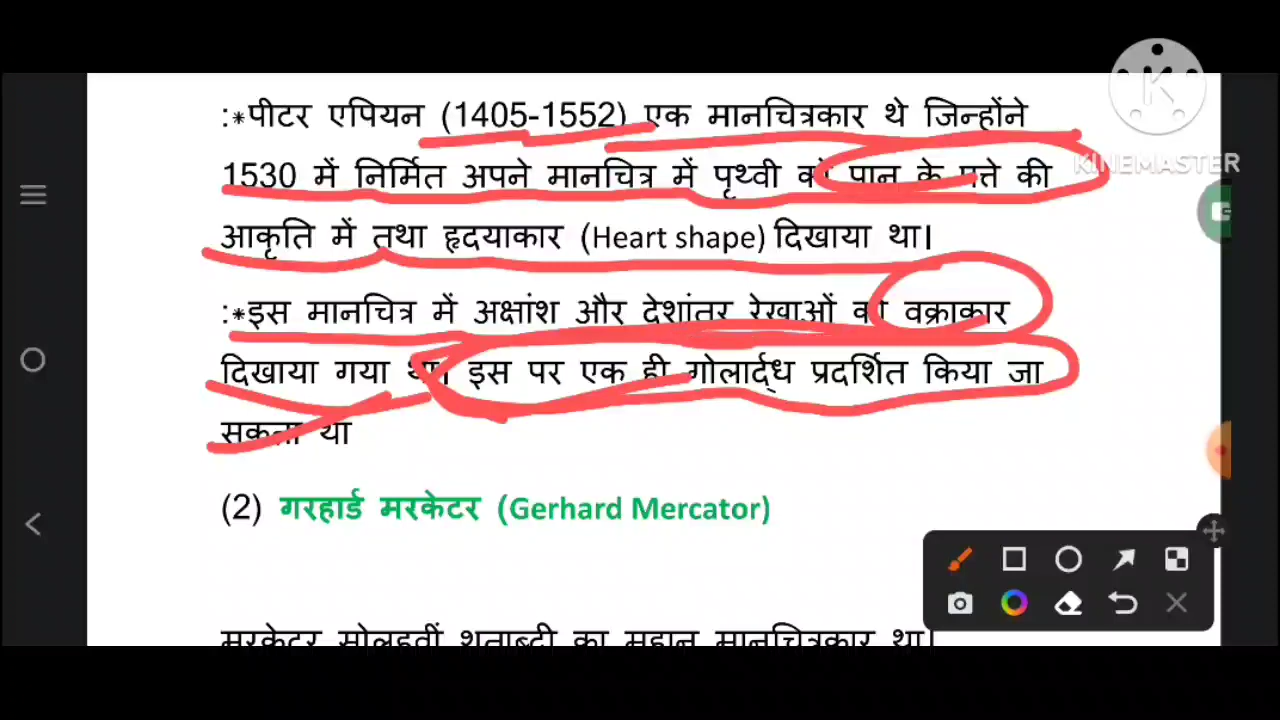 :*पीटर एपियन (1405-1552) एक मानचित्रकार थे जिन्होंने
1530 में निर्मित अपने मानचित्र में पृथ्वी को पान के पत्ते की
आकृति में तथा हृदयाकार (Heart shape) दिखाया था।
:*इस मानचित्र में अक्षांश और देशांतर रेखाओं को वक्राकार
दिखाया गया था। इस पर एक ही गोलार्द्ध प्रदर्शित किया जा
सकता था
(2) गरहार्ड मरकेटर (Gerhard Mercator)
मरकेटर सोलहवीं शताब्दी का महान मानचित्रकार था।
K
KINEMASTER